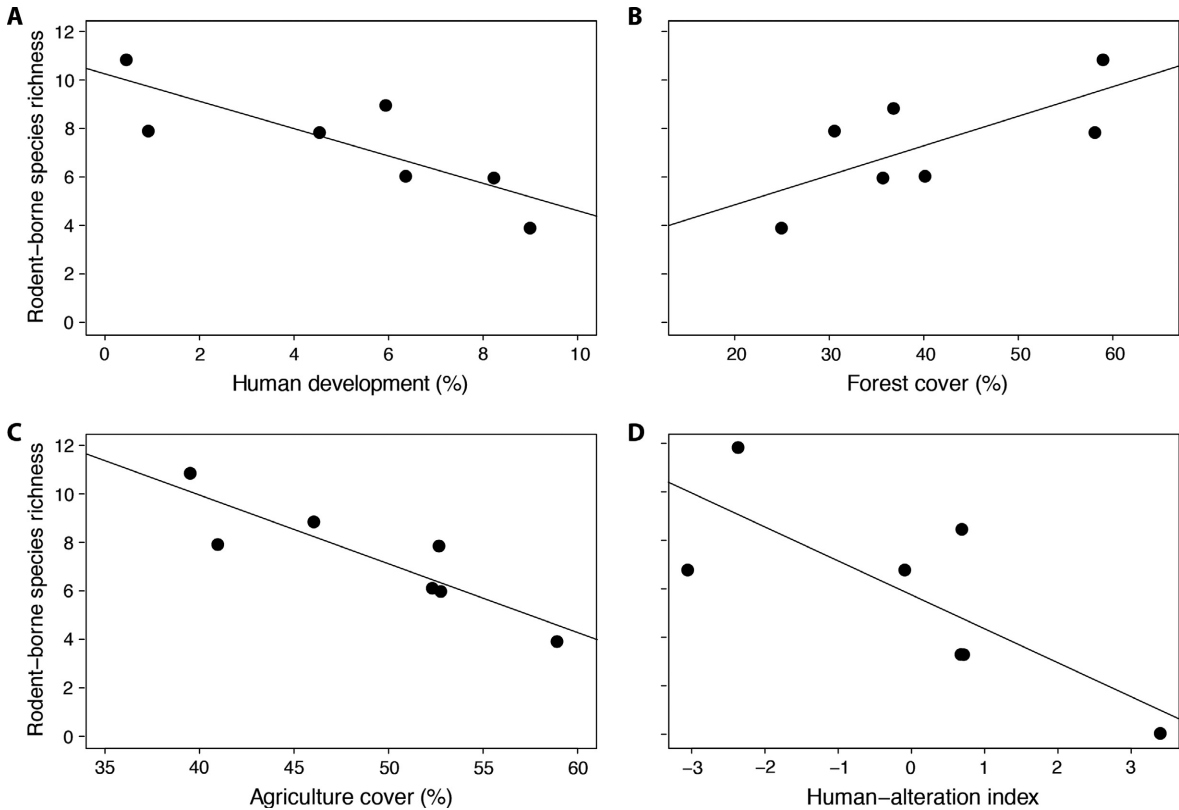 A
B
Rodent–borne species richness
12
10
8
6
4
2
0
0 2 4 6 8 10
20 30 40 50 60
Human development (%)
Forest cover (%)
C
D
Rodent–borne species richness
12
10
8
6
4
2
0
35 40 45 50 55 60
−3 −2 −1 0 1 2 3
Agriculture cover (%)
Human−alteration index